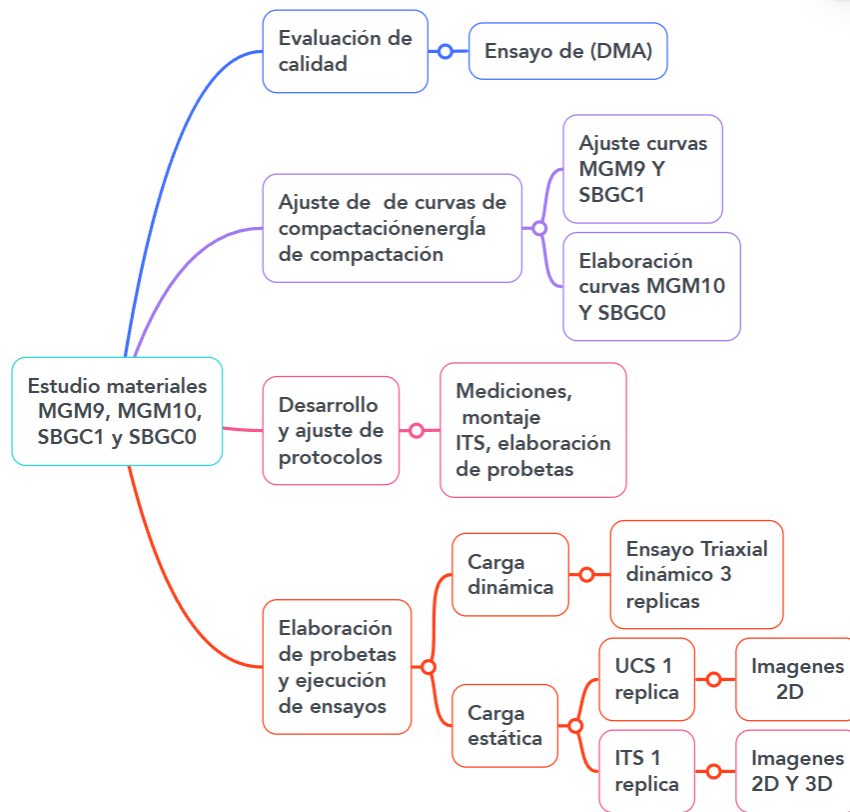 Evaluación de
calidad
Ensayo de (DMA)
Ajuste de  de curvas de
compactaciónenergÍa
de compactación
Ajuste curvas
MGM9 Y
SBGC1
Elaboración
curvas MGM10
Y SBGC0
Estudio materiales
MGM9, MGM10,
SBGC1 y SBGC0
Desarrollo
y ajuste de
protocolos
Mediciones,
montaje
ITS, elaboración
de probetas
Elaboración
de probetas
y ejecución
de ensayos
Carga
dinámica
Ensayo Triaxial
dinámico 3
replicas
Carga
estática
UCS 1
replica
Imagenes
2D
ITS 1
replica
Imagenes
2D Y 3D